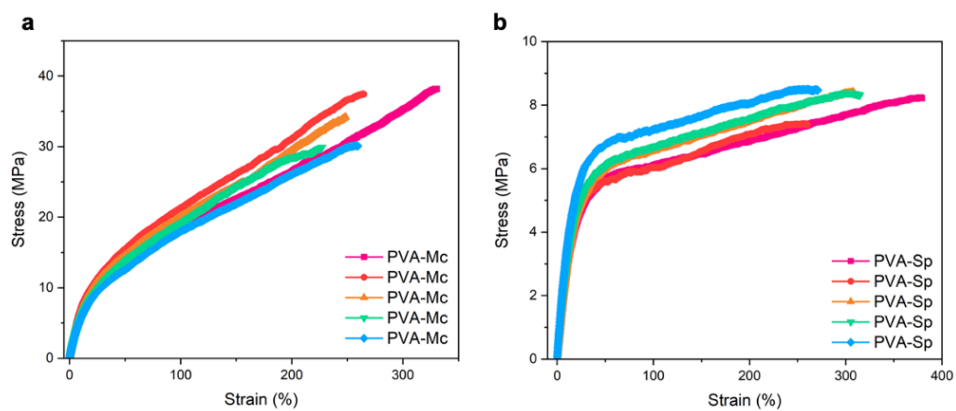 a
40
30
20
10
0
Stress (MPa)
PVA-Mc
PVA-Mc
PVA-Mc
PVA-Mc
PVA-Mc
0 100 200 300
Strain (%)
b
10
8
6
4
2
0
Stress (MPa)
PVA-Sp
PVA-Sp
PVA-Sp
PVA-Sp
PVA-Sp
0 100 200 300 400
Strain (%)